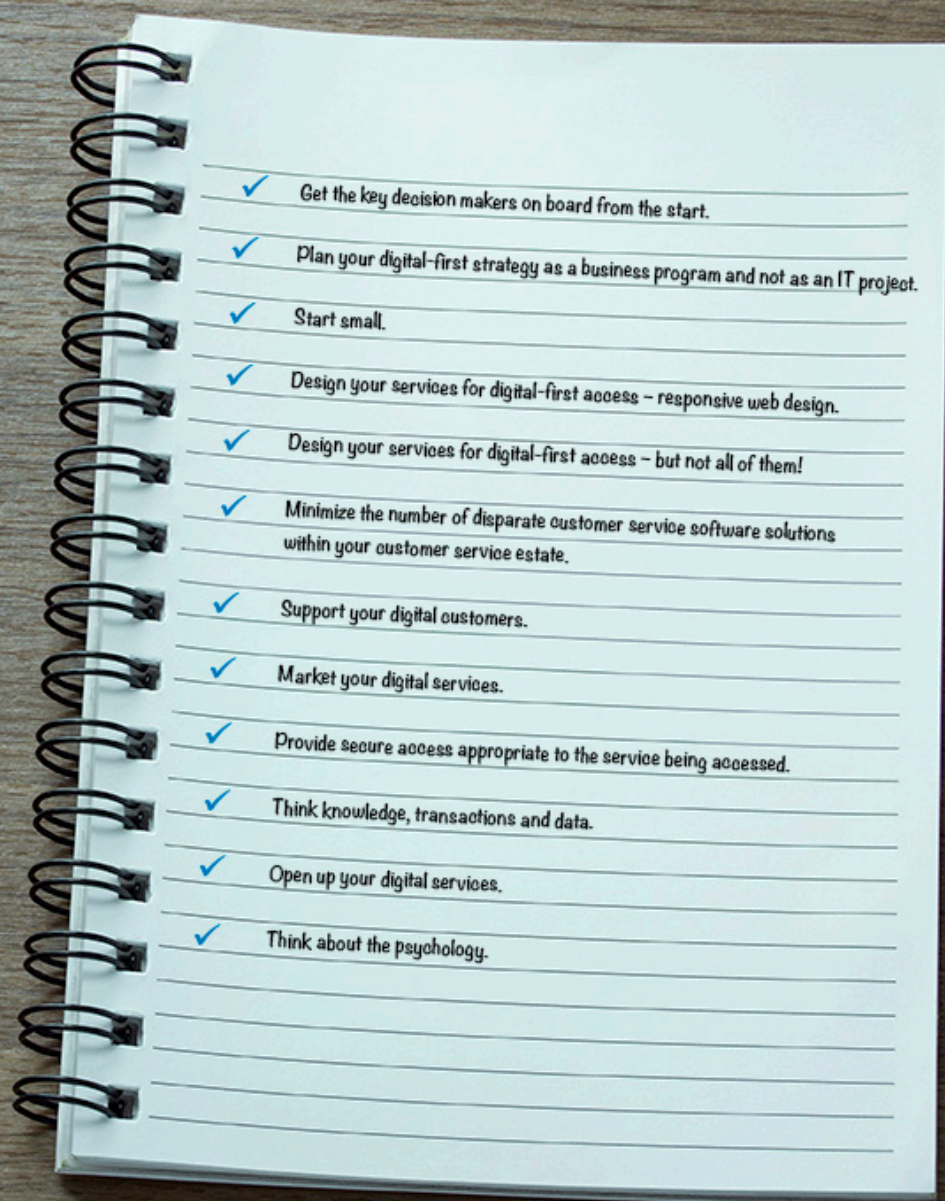 Get the key decision makers on board from the start.
Plan your digital-first strategy as a business program and not as an IT project.
Start small.
Design your services for digital-first access – responsive web design.
Design your services for digital-first access – but not all of them!
Minimize the number of disparate customer service software solutions
within your customer service estate.
Support your digital customers.
Market your digital services.
Provide secure access appropriate to the service being accessed.
Think knowledge, transactions and data.
Open up your digital services.
Think about the psychology.